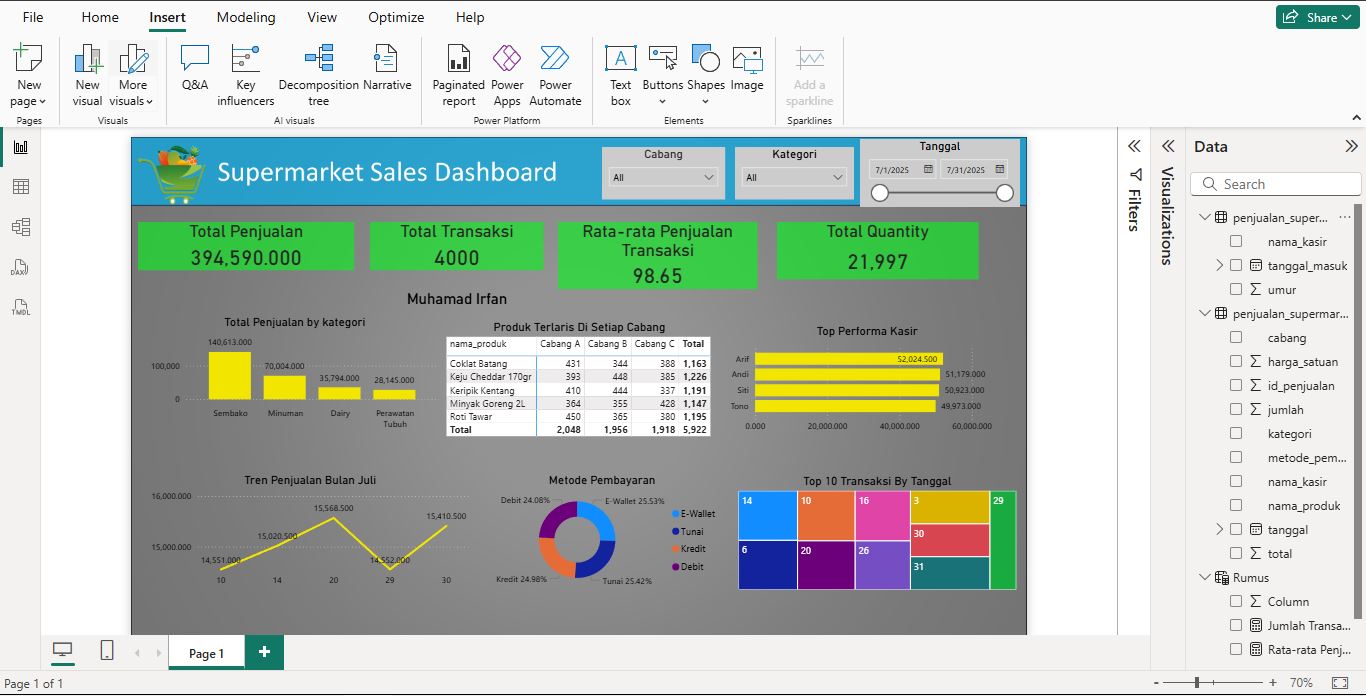 File Home Insert Modeling View Optimize Help
Share
New page
New visual
More visuals
Q&A
Key influencers
Decomposition tree
Narrative
Paginated report
Power Apps
Power Automate
Text box
Buttons
Shapes
Image
Add a sparkline
Pages Visuals AI visuals Power Platform Elements Sparklines
DAX
TMDL
Supermarket Sales Dashboard
Cabang
All
Kategori
All
Tanggal
7/1/2025 7/31/2025
Total Penjualan
394,590.000
Total Transaksi
4000
Rata-rata Penjualan
Transaksi
98.65
Total Quantity
21,997
Muhamad Irfan
Total Penjualan by kategori
140,613.000
70,004.000
35,794.000
28,145.000
100,000
0
Sembako Minuman Dairy Perawatan
Tubuh
Produk Terlaris Di Setiap Cabang
nama_produk Cabang A Cabang B Cabang C Total
Coklat Batang 431 344 388 1,163
Keju Cheddar 170gr 393 448 385 1,226
Keripik Kentang 410 444 337 1,191
Minyak Goreng 2L 364 355 428 1,147
Roti Tawar 450 365 380 1,195
Total 2,048 1,956 1,918 5,922
Top Performa Kasir
Arif 52,024.500
Andi 51,179.000
Siti 50,923.000
Tono 49,973.000
0.000 20,000.000 40,000.000 60,000.000
Tren Penjualan Bulan Juli
16,000.000
15,000.000
14,551.000
15,020.500
15,568.500
14,552.000
15,410.500
10 14 20 29 30
Metode Pembayaran
Debit 24.08%
E-Wallet 25.53%
Kredit 24.98%
Tunai 25.42%
E-Wallet
Tunai
Kredit
Debit
Top 10 Transaksi By Tanggal
14 10 16 3 29
30
6 20 26
31
Filters
Visualizations
Data
Search
penjualan_super...
nama_kasir
tanggal_masuk
umur
penjualan_supermar...
cabang
harga_satuan
id_penjualan
jumlah
kategori
metode_pem...
nama_kasir
nama_produk
tanggal
total
Rumus
Column
Jumlah Transa...
Rata-rata Penj...
Page 1
Page 1 of 1
- + 70%